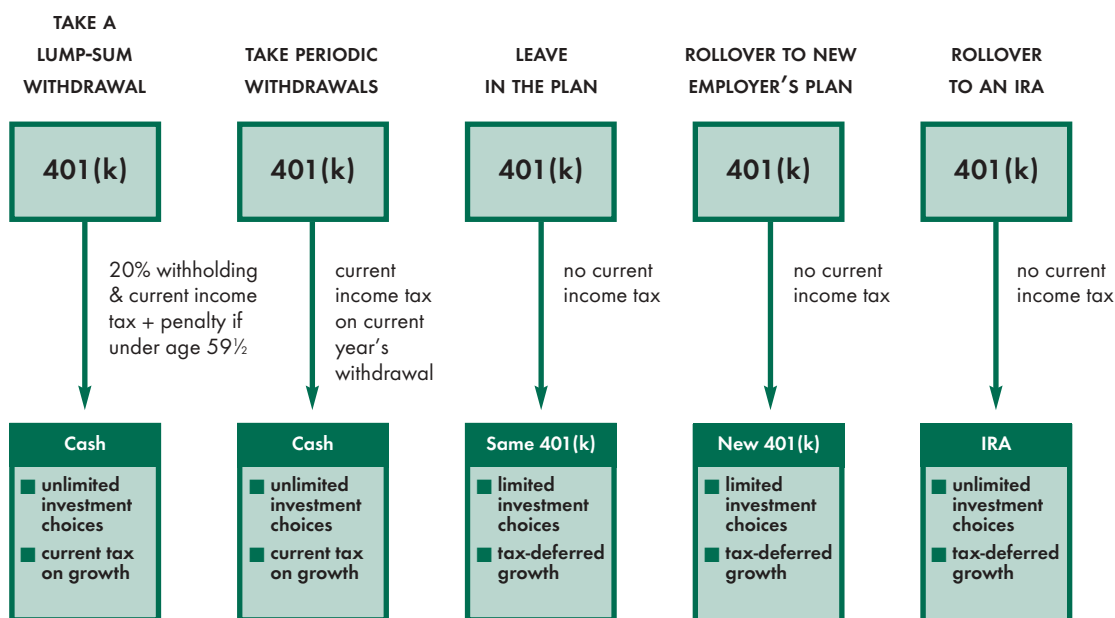 TAKE A
LUMP-SUM
WITHDRAWAL
TAKE PERIODIC
WITHDRAWALS
LEAVE
IN THE PLAN
ROLLOVER TO NEW
EMPLOYER’S PLAN
ROLLOVER
TO AN IRA
401(k)
401(k)
401(k)
401(k)
401(k)
20% withholding
& current income
tax + penalty if
under age 59½
current
income tax
on current
year’s
withdrawal
no current
income tax
no current
income tax
no current
income tax
Cash
■ unlimited
investment
choices
■ current tax
on growth
Cash
■ unlimited
investment
choices
■ current tax
on growth
Same 401(k)
■ limited
investment
choices
■ tax-deferred
growth
New 401(k)
■ limited
investment
choices
■ tax-deferred
growth
IRA
■ unlimited
investment
choices
■ tax-deferred
growth